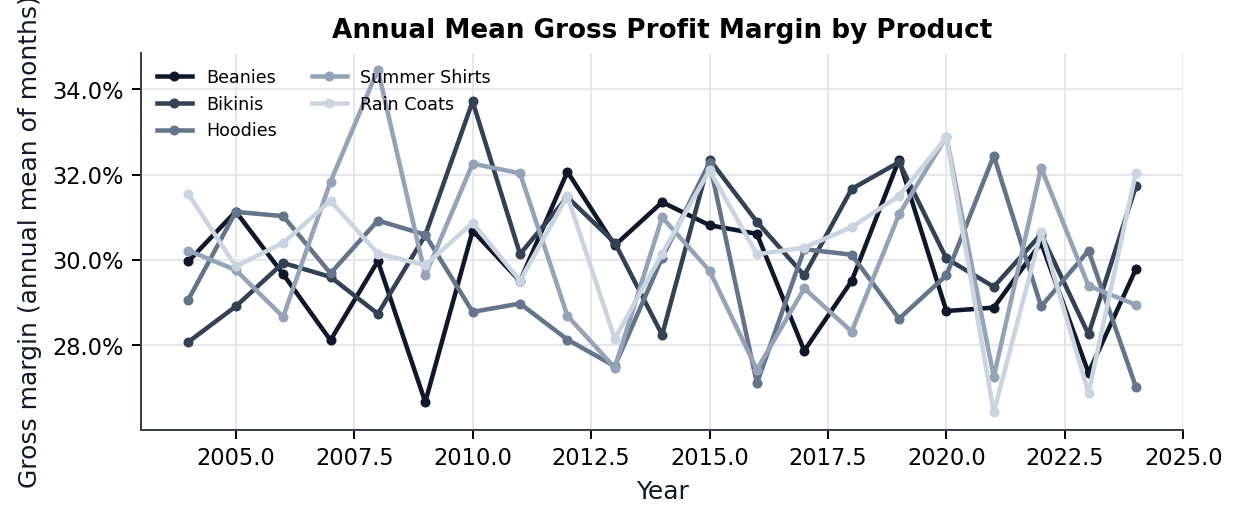 Annual Mean Gross Profit Margin by Product
Gross margin (annual mean of months)
34.0%
32.0%
30.0%
28.0%
Beanies
Bikinis
Hoodies
Summer Shirts
Rain Coats
2005.0 2007.5 2010.0 2012.5 2015.0 2017.5 2020.0 2022.5 2025.0
Year